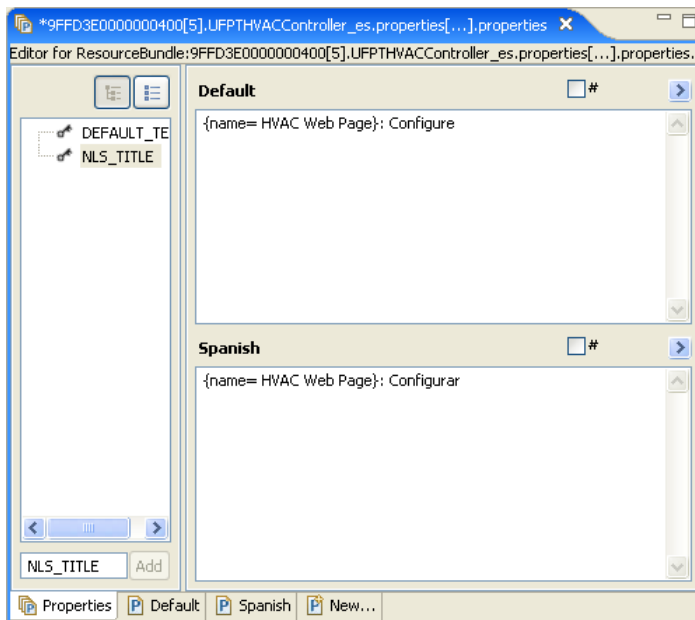 *9FFD3E0000000400[5].UFPTHVACController_es.properties[...].properties
Editor for ResourceBundle:9FFD3E0000000400[5].UFPTHVACController_es.properties[...].properties.
Default
#
DEFAULT_TE
NLS_TITLE
{name= HVAC Web Page}: Configure
Spanish
#
{name= HVAC Web Page}: Configurar
NLS_TITLE
Add
Properties
Default
Spanish
New...